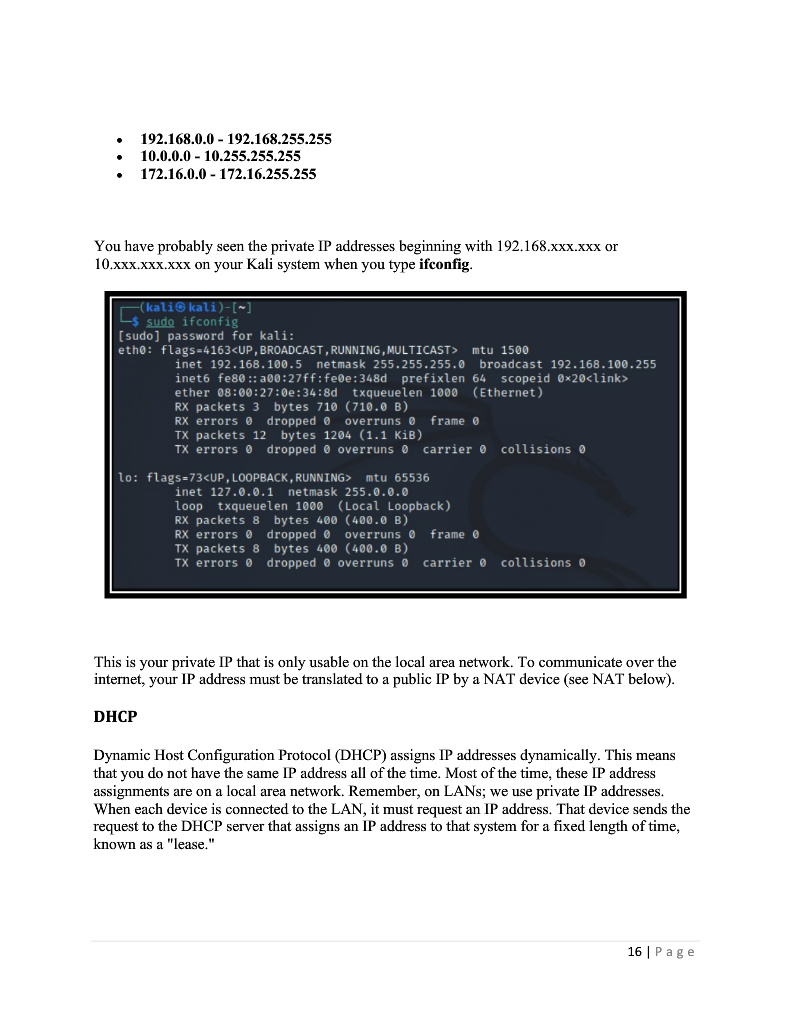 • 192.168.0.0 - 192.168.255.255
• 10.0.0.0 - 10.255.255.255
• 172.16.0.0 - 172.16.255.255
You have probably seen the private IP addresses beginning with 192.168.xxx.xxx or
10.xxx.xxx.xxx on your Kali system when you type ifconfig.
┌──(kali㉿kali)-[~]
└─$ sudo ifconfig
[sudo] password for kali:
eth0: flags=4163<UP,BROADCAST,RUNNING,MULTICAST>  mtu 1500
inet 192.168.100.5  netmask 255.255.255.0  broadcast 192.168.100.255
inet6 fe80::a00:27ff:fe0e:348d  prefixlen 64  scopeid 0×20<link>
ether 08:00:27:0e:34:8d  txqueuelen 1000  (Ethernet)
RX packets 3  bytes 710 (710.0 B)
RX errors 0  dropped 0  overruns 0  frame 0
TX packets 12  bytes 1204 (1.1 KiB)
TX errors 0  dropped 0 overruns 0  carrier 0  collisions 0
lo: flags=73<UP,LOOPBACK,RUNNING>  mtu 65536
inet 127.0.0.1  netmask 255.0.0.0
loop  txqueuelen 1000  (Local Loopback)
RX packets 8  bytes 400 (400.0 B)
RX errors 0  dropped 0  overruns 0  frame 0
TX packets 8  bytes 400 (400.0 B)
TX errors 0  dropped 0 overruns 0  carrier 0  collisions 0
This is your private IP that is only usable on the local area network. To communicate over the
internet, your IP address must be translated to a public IP by a NAT device (see NAT below).
DHCP
Dynamic Host Configuration Protocol (DHCP) assigns IP addresses dynamically. This means
that you do not have the same IP address all of the time. Most of the time, these IP address
assignments are on a local area network. Remember, on LANs; we use private IP addresses.
When each device is connected to the LAN, it must request an IP address. That device sends the
request to the DHCP server that assigns an IP address to that system for a fixed length of time,
known as a "lease."
16 | Page